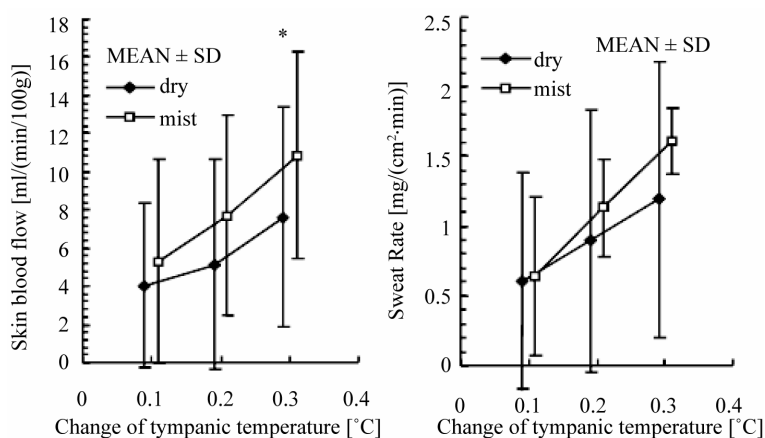 18
16
14
12
10
8
6
4
2
0
Skin blood flow [ml/(min/100g)]
*
MEAN ± SD
dry
mist
0 0.1 0.2 0.3 0.4
Change of tympanic temperature [˚C]
2.5
2
1.5
1
0.5
0
Sweat Rate [mg/(cm²·min)]
MEAN ± SD
dry
mist
0 0.1 0.2 0.3 0.4
Change of tympanic temperature [˚C]